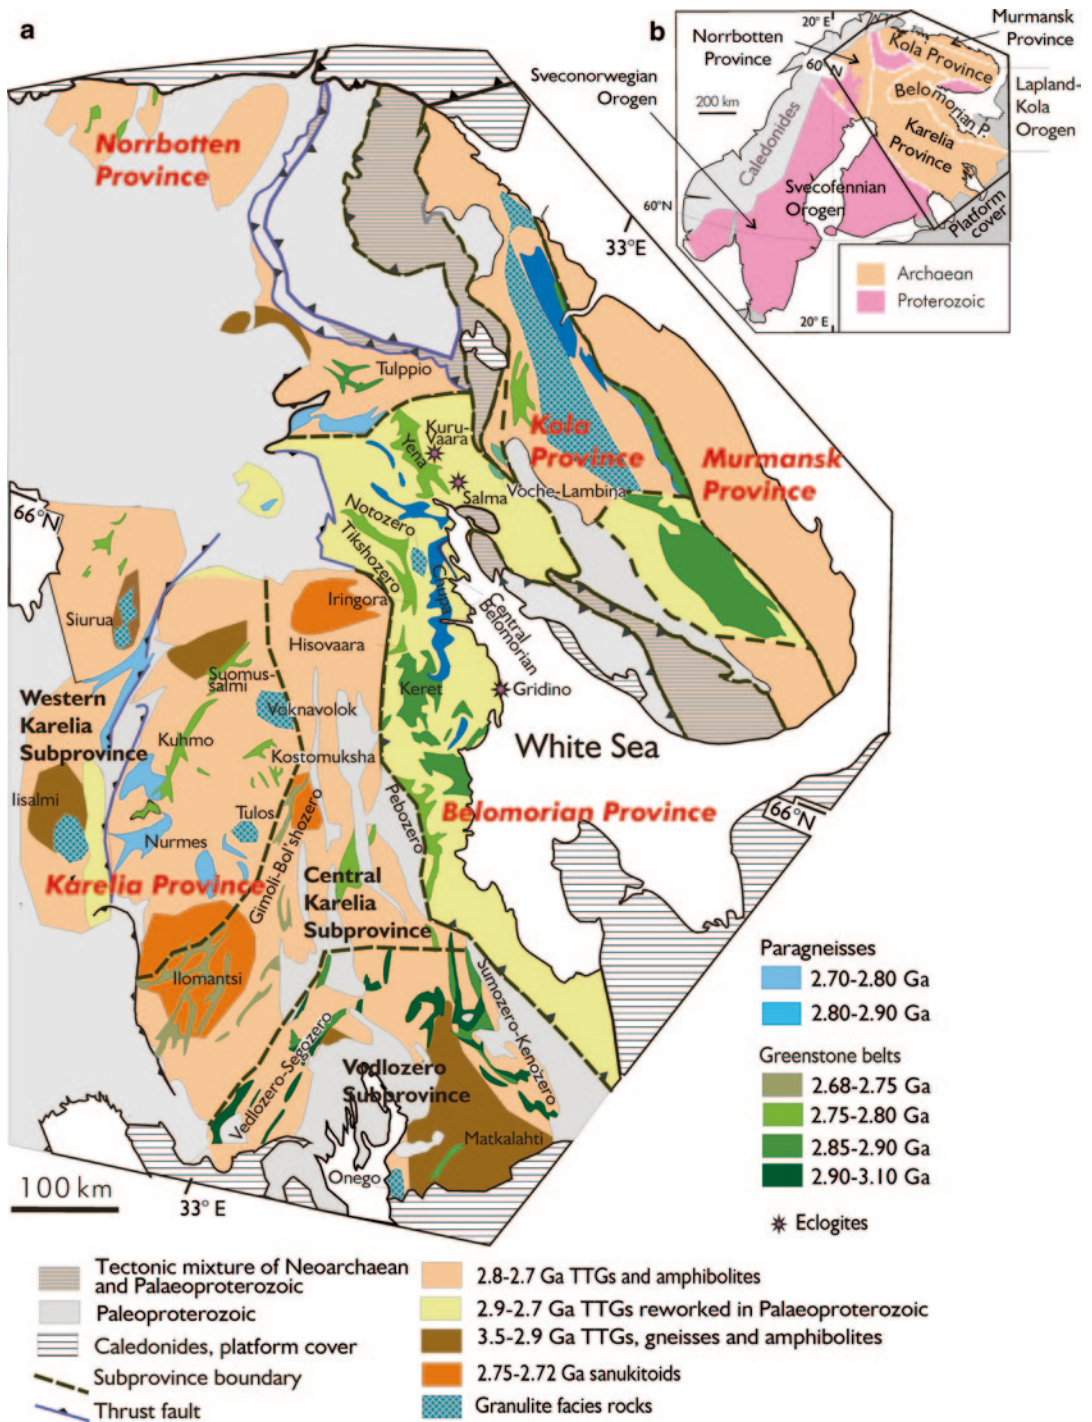 a
b
20° E
Murmansk
Province
Norrbotten
Province
Kola Province
60°N
Sveconorwegian
Orogen
Lapland-
Kola
Orogen
Belomorian P.
200 km
Karelia
Province
Caledonides
Svecofennian
Orogen
60°N
Platform
cover
Archaean
Proterozoic
20° E
33°E
Norrbotten
Province
Tulppio
Kuru-
Vaara
Yena
Kola
Province
Murmansk
Province
Salma
Voche-Lambina
66°N
Notozero
Tikshozero
Chupa
Central
Belomorian
Iringora
Siurua
Hisovaara
Suomus-
salmi
Keret
Gridino
Western
Karelia
Subprovince
Voknavolok
White Sea
Kuhmo
Kostomuksha
Iisalmi
Tulos
Pebozero
Belomorian Province
66°N
Nurmes
Gimoli-Bol'shozero
Karelia Province
Central
Karelia
Subprovince
Ilomantsi
Sumozero-Kenozero
Vedlozero-Segozero
Vodlozero
Subprovince
Matkalahti
Onego
100 km
33° E
Paragneisses
2.70-2.80 Ga
2.80-2.90 Ga
Greenstone belts
2.68-2.75 Ga
2.75-2.80 Ga
2.85-2.90 Ga
2.90-3.10 Ga
Eclogites
Tectonic mixture of Neoarchaean
and Palaeoproterozoic
Paleoproterozoic
Caledonides, platform cover
Subprovince boundary
Thrust fault
2.8-2.7 Ga TTGs and amphibolites
2.9-2.7 Ga TTGs reworked in Palaeoproterozoic
3.5-2.9 Ga TTGs, gneisses and amphibolites
2.75-2.72 Ga sanukitoids
Granulite facies rocks